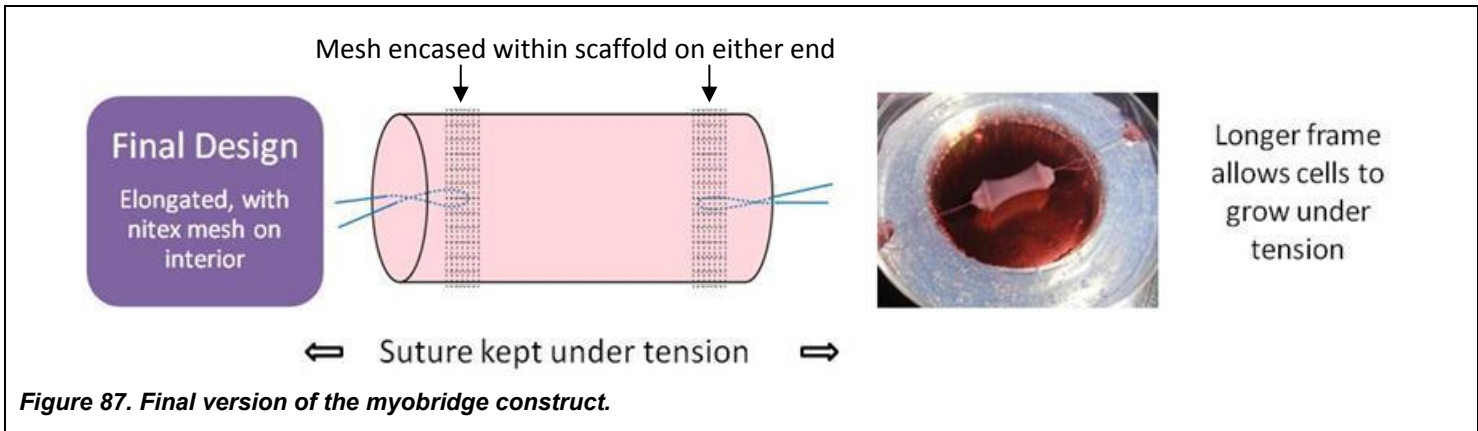 Mesh encased within scaffold on either end
Final Design
Elongated, with
nitex mesh on
interior
Longer frame
allows cells to
grow under
tension
⇦ Suture kept under tension ⇨
Figure 87. Final version of the myobridge construct.